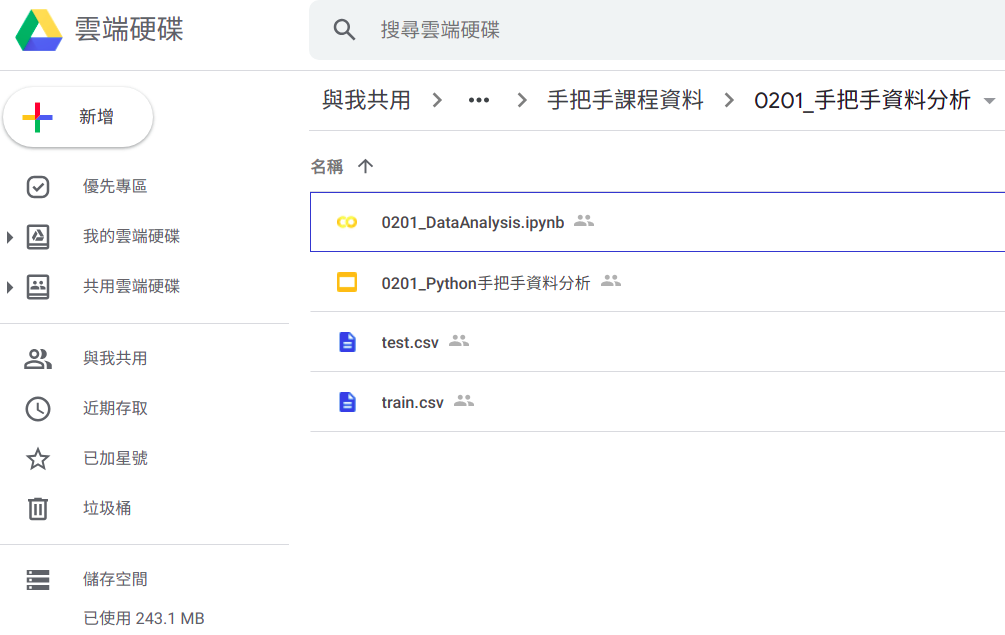 雲端硬碟
搜尋雲端硬碟
新增
優先專區
我的雲端硬碟
共用雲端硬碟
與我共用
近期存取
已加星號
垃圾桶
儲存空間
已使用 243.1 MB
與我共用 > ••• > 手把手課程資料 > 0201_手把手資料分析
名稱 ↑
0201_DataAnalysis.ipynb
0201_Python手把手資料分析
test.csv
train.csv